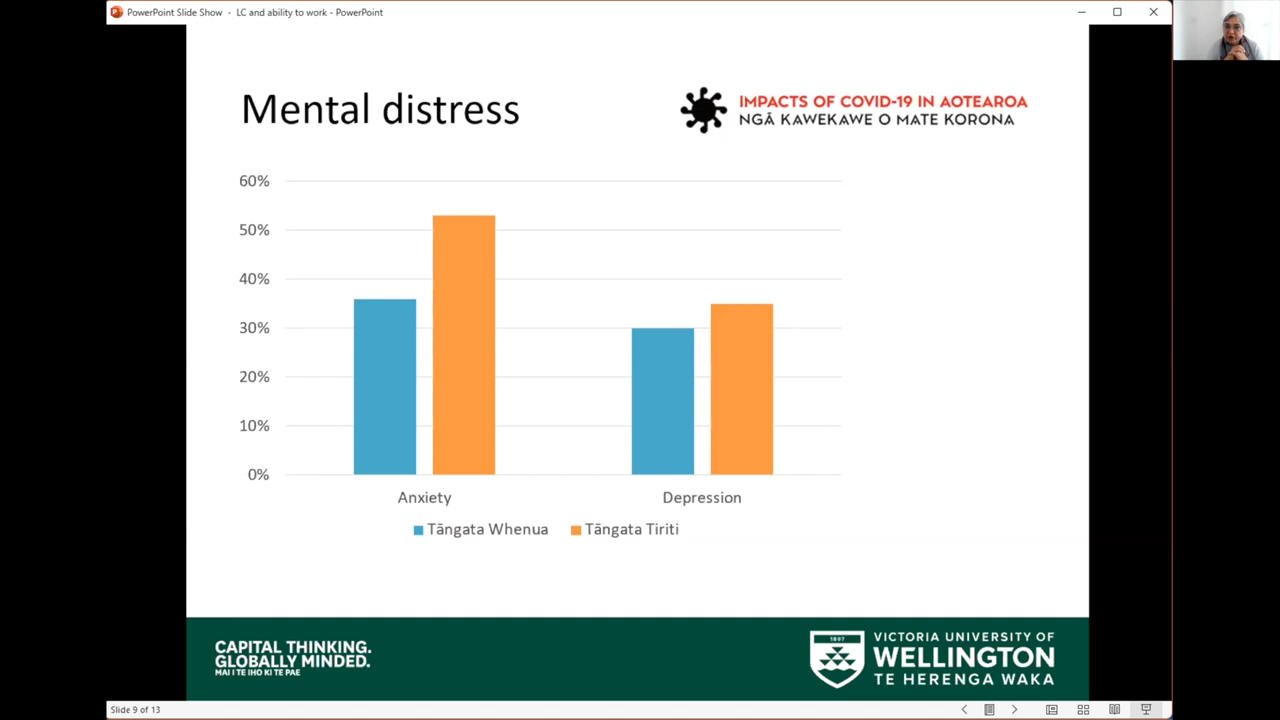 PowerPoint Slide Show - LC and ability to work - PowerPoint
Mental distress
IMPACTS OF COVID-19 IN AOTEAROA
NGĀ KAWEKAWE O MATE KORONA
60%
50%
40%
30%
20%
10%
0%
Anxiety Depression
Tāngata Whenua Tāngata Tiriti
CAPITAL THINKING.
GLOBALLY MINDED.
MAI I TE IHO KI TE PAE
1897
VICTORIA UNIVERSITY OF
WELLINGTON
TE HERENGA WAKA
Slide 9 of 13